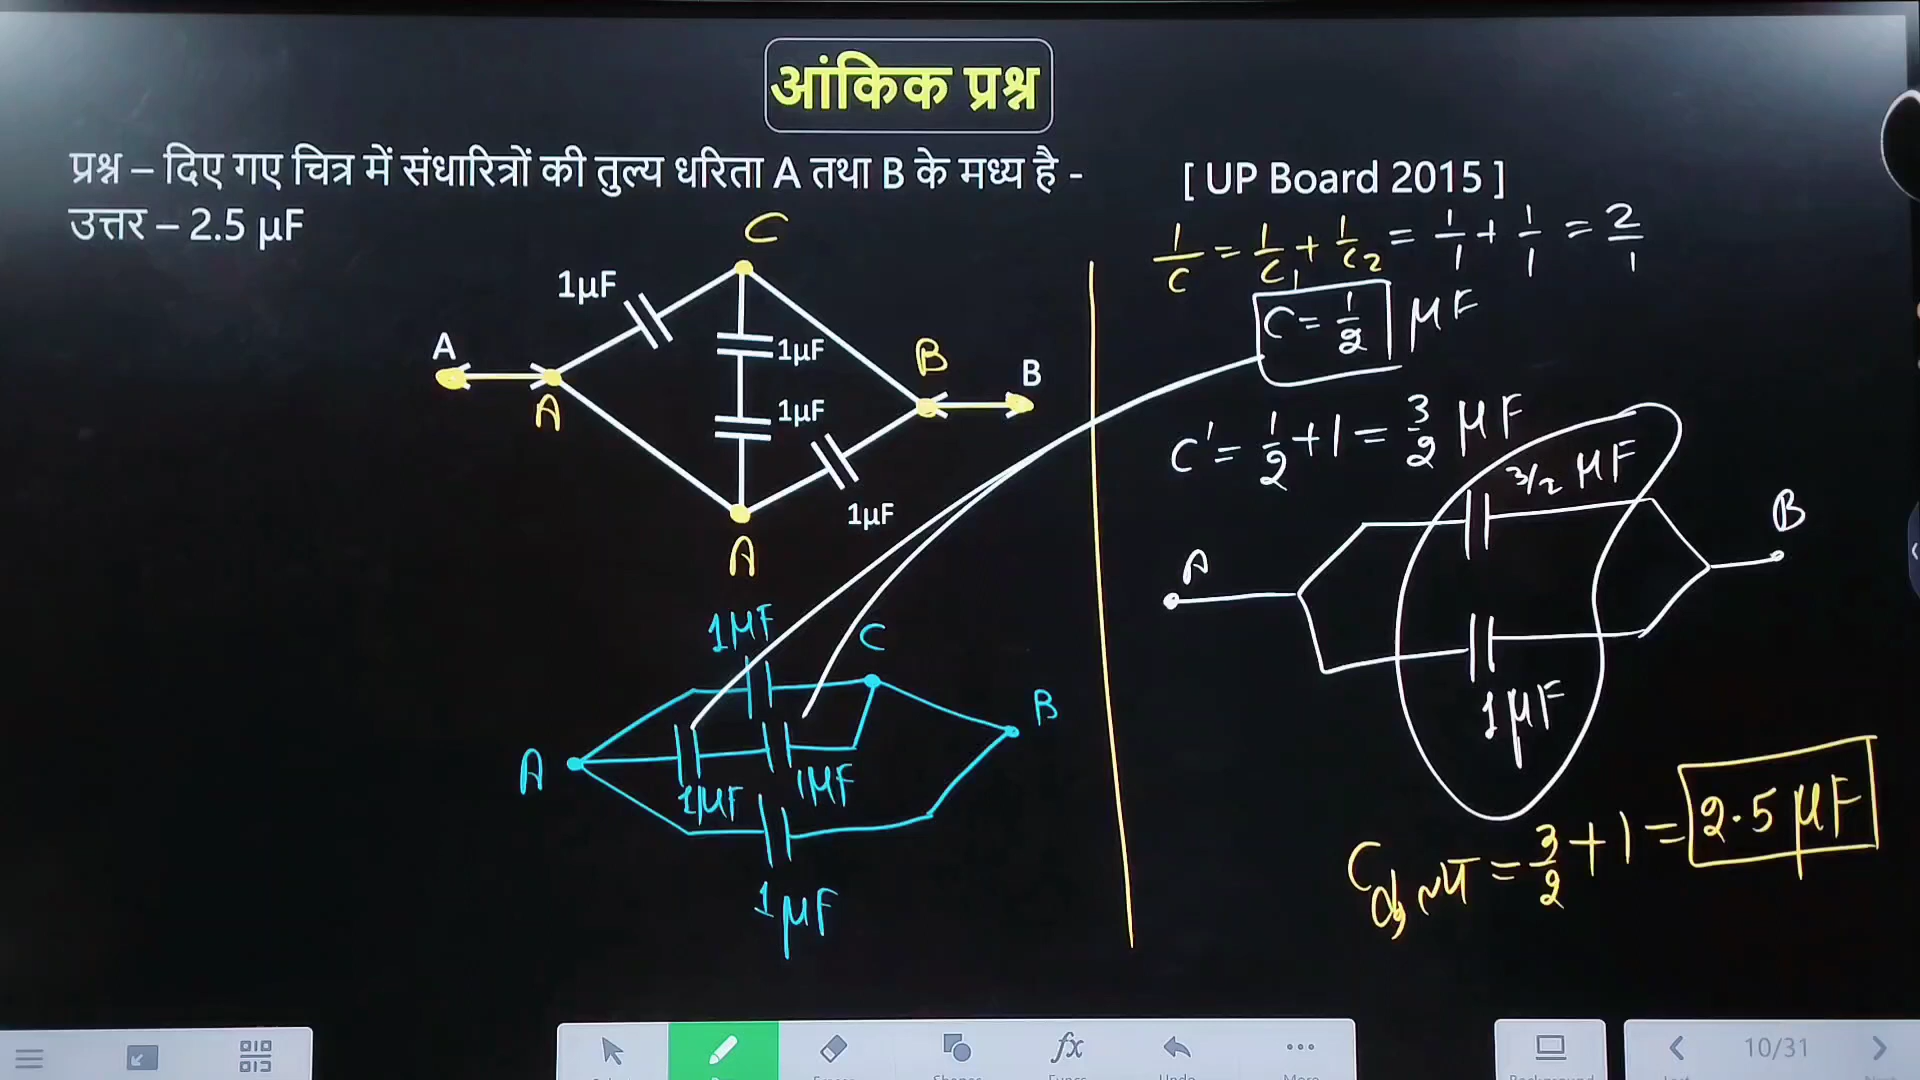 आंकिक प्रश्न
प्रश्न – दिए गए चित्र में संधारित्रों की तुल्य धरिता A तथा B के मध्य है -
[ UP Board 2015 ]
उत्तर – 2.5 µF
C
1µF
1µF
1µF
1µF
A
A
B
B
A
1/C = 1/C₁ + 1/C₂ = 1/1 + 1/1 = 2/1
C = 1/2 µF
C' = 1/2 + 1 = 3/2 µF
3/2 µF
A
B
1µF
1µF
C
A
B
1µF
1µF
1µF
C तुल्य = 3/2 + 1 = 2.5 µF
fx
10/31